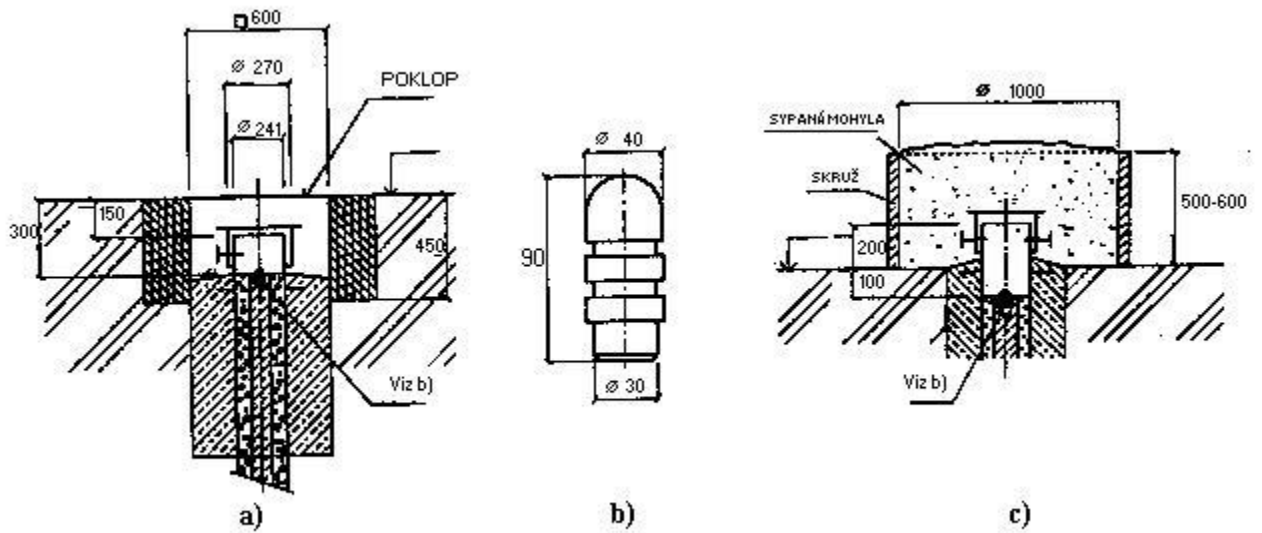 □600
Ø 270
POKLOP
Ø 241
150
300
450
Viz b)
a)
Ø 40
90
Ø 30
b)
Ø 1000
SYPANÁ MOHYLA
SKRUŽ
500-600
200
100
Viz b)
c)